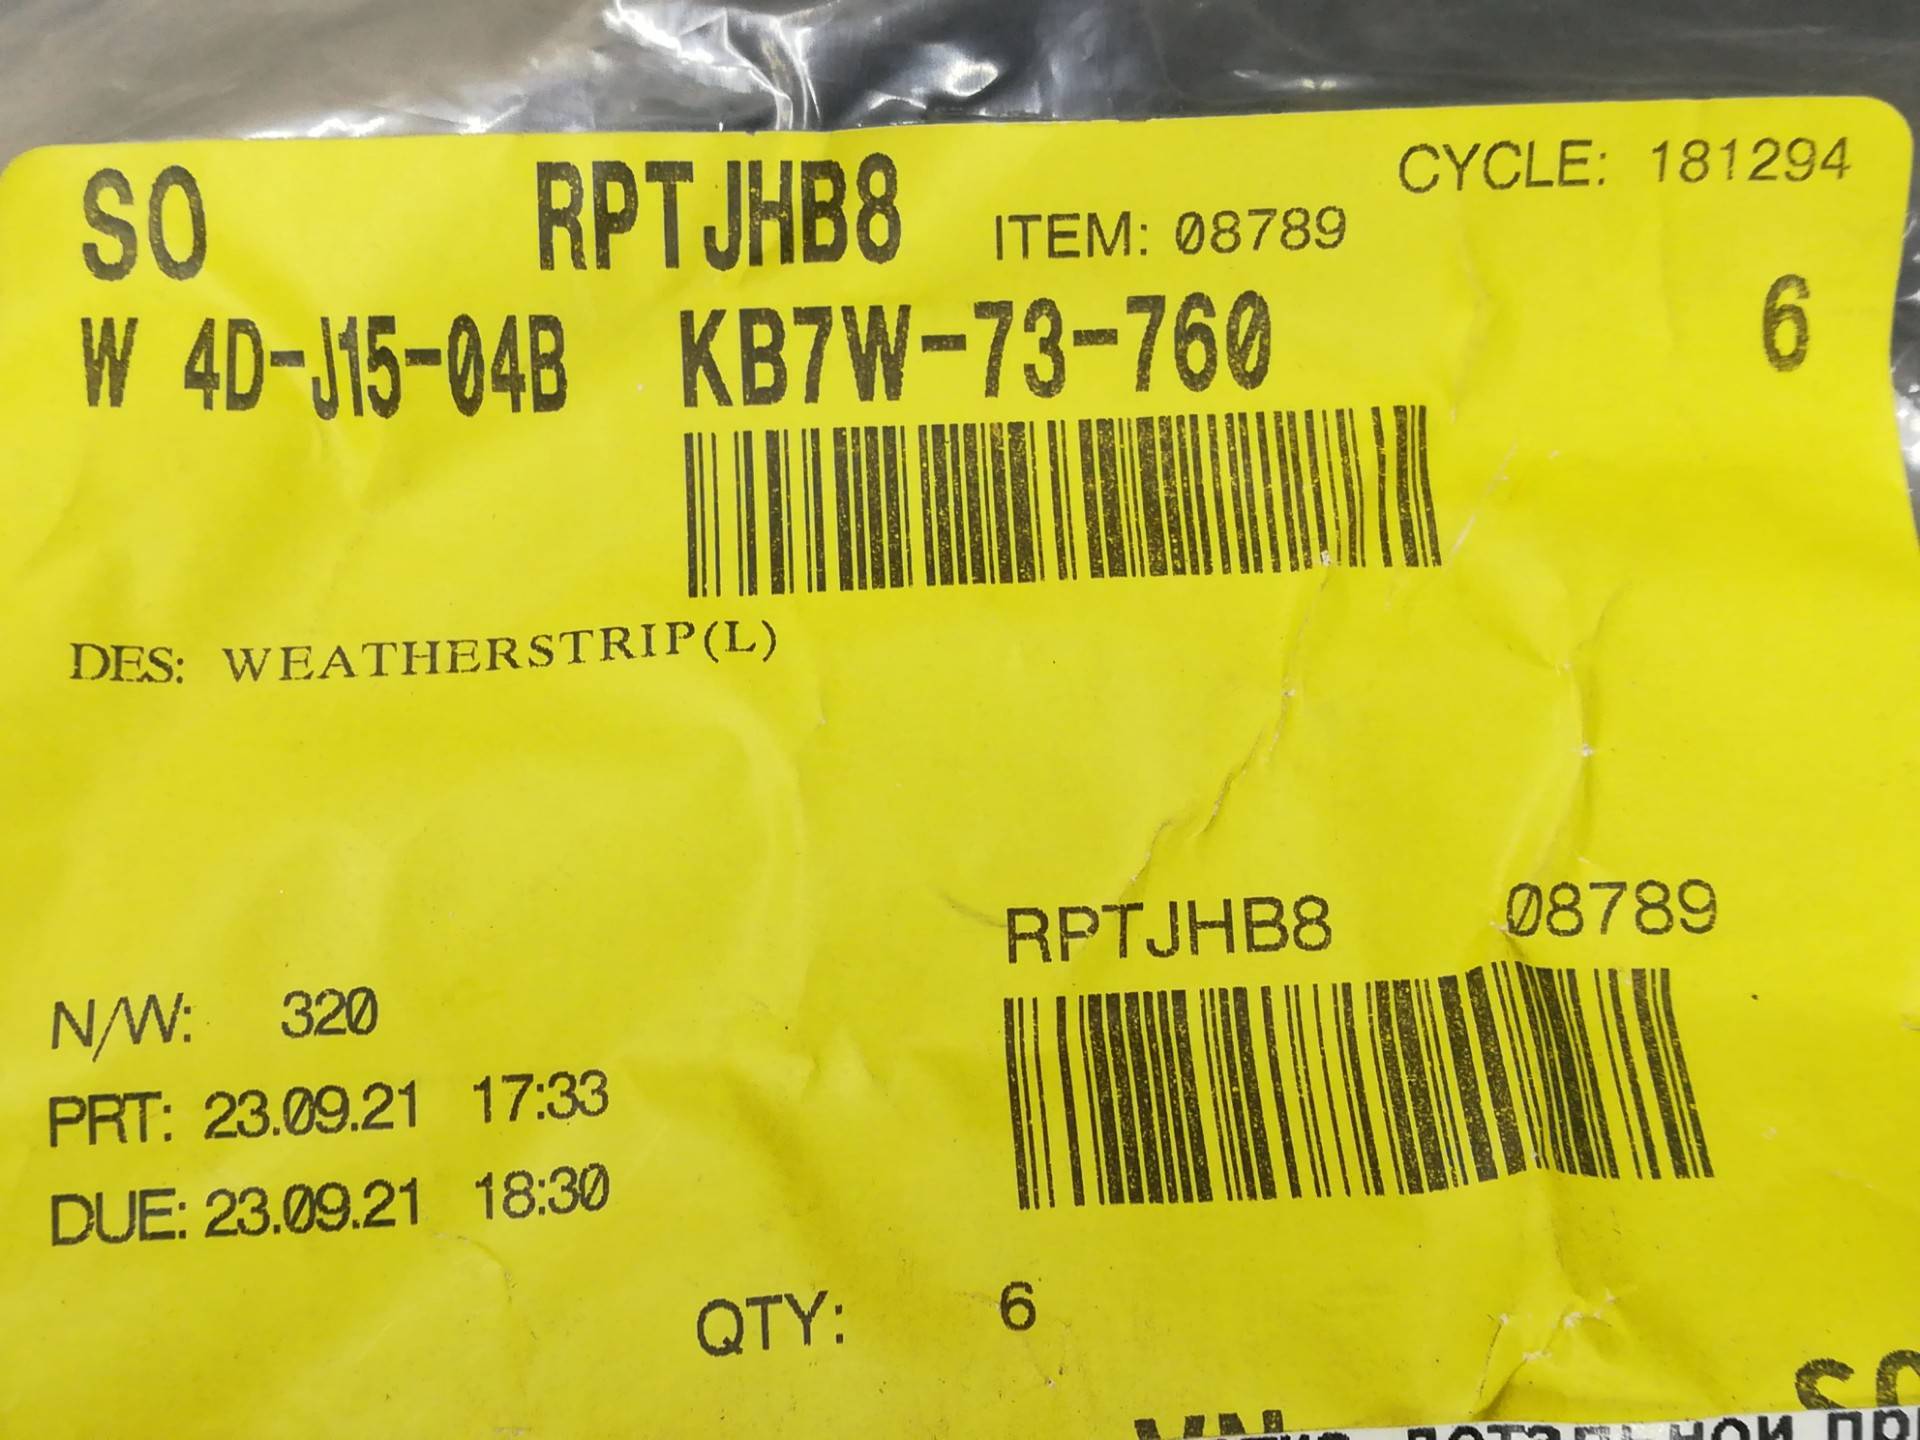 CYCLE: 181294
SO RPTJHB8 ITEM: 08789
W 4D-J15-04B KB7W-73-760 6
DES: WEATHERSTRIP(L)
RPTJHB8 08789
N/W: 320
PRT: 23.09.21 17:33
DUE: 23.09.21 18:30
QTY: 6
SO